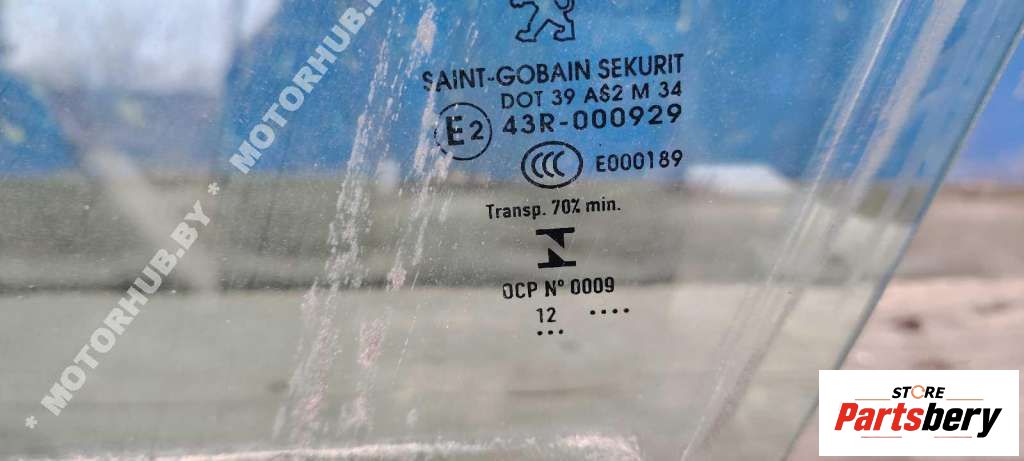 SAINT-GOBAIN SEKURIT
DOT 39 AS2 M 34
E2 43R-000929
CCC E000189
Transp. 70% min.
OCP N° 0009
12 ....
...
* MOTORHUB.BY * MOTORHUB.BY
STORE
Partsbery